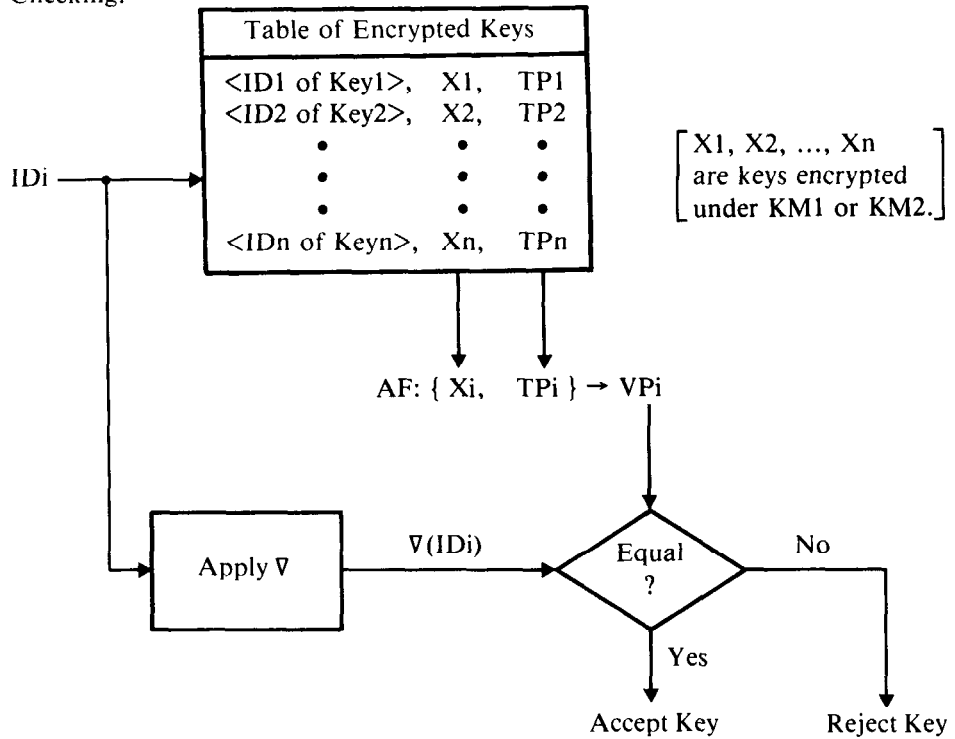 Checking.
Table of Encrypted Keys
<ID1 of Key1>, X1, TP1
<ID2 of Key2>, X2, TP2
<IDn of Keyn>, Xn, TPn
IDi
X1, X2, ..., Xn
are keys encrypted
under KM1 or KM2.
AF: { Xi, TPi } → VPi
Apply ∇
∇(IDi)
Equal
?
No
Yes
Accept Key
Reject Key